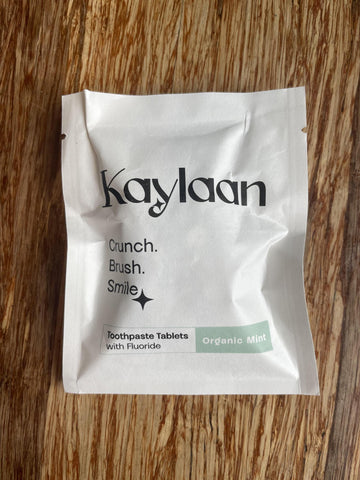 Kaylaan
Crunch.
Brush.
Smile
Toothpaste Tablets
with Fluoride
Organic Mint